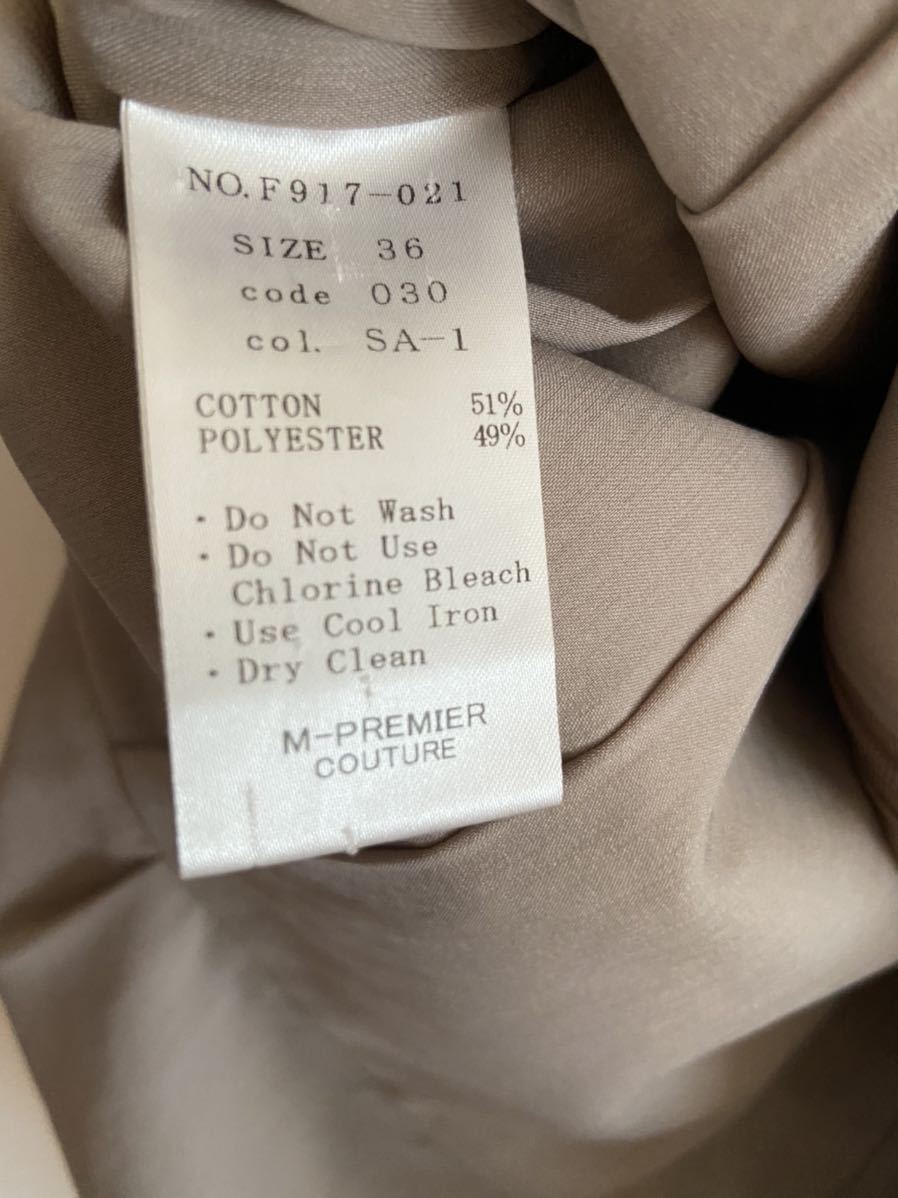 NO. F917-021
SIZE 36
code 030
col. SA-1
COTTON 51%
POLYESTER 49%
・Do Not Wash
・Do Not Use
Chlorine Bleach
・Use Cool Iron
・Dry Clean
M-PREMIER
COUTURE